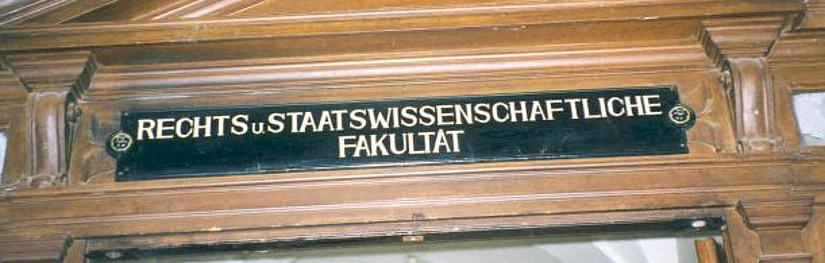 RECHTS u. STAATSWISSENSCHAFTLICHE
FAKULTÄT